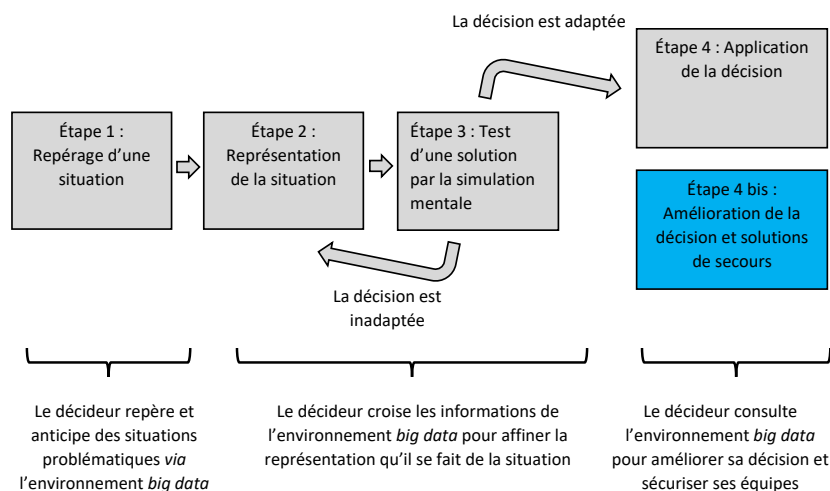 La décision est adaptée
Étape 1 :
Repérage d’une
situation
Étape 2 :
Représentation
de la situation
Étape 3 : Test
d’une solution
par la simulation
mentale
Étape 4 : Application
de la décision
Étape 4 bis :
Amélioration de la
décision et solutions
de secours
La décision est
inadaptée
Le décideur repère et
anticipe des situations
problématiques via
l’environnement big data
Le décideur croise les informations de
l’environnement big data pour affiner la
représentation qu’il se fait de la situation
Le décideur consulte
l’environnement big data
pour améliorer sa décision et
sécuriser ses équipes